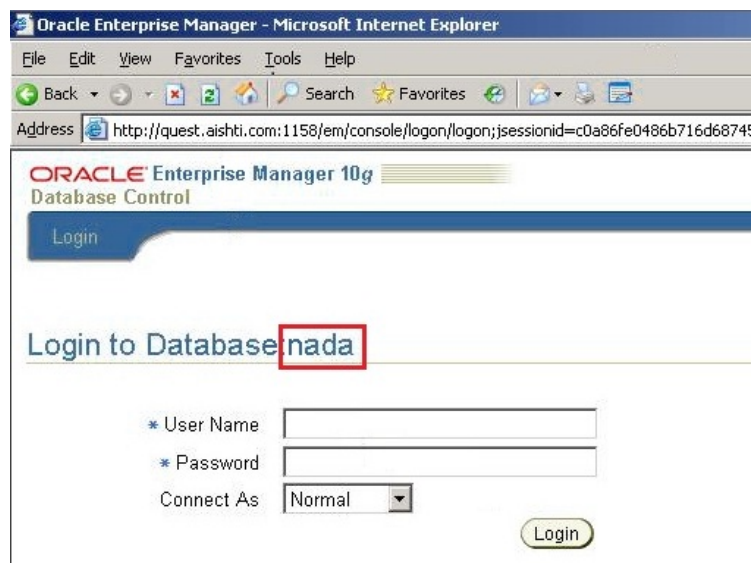 Oracle Enterprise Manager - Microsoft Internet Explorer
File Edit View Favorites Tools Help
Back Search Favorites
Address http://quest.aishti.com:1158/em/console/logon/logon;jsessionid=c0a86fe0486b716d68749
ORACLE Enterprise Manager 10g
Database Control
Login
Login to Database:nada
* User Name
* Password
Connect As Normal
Login